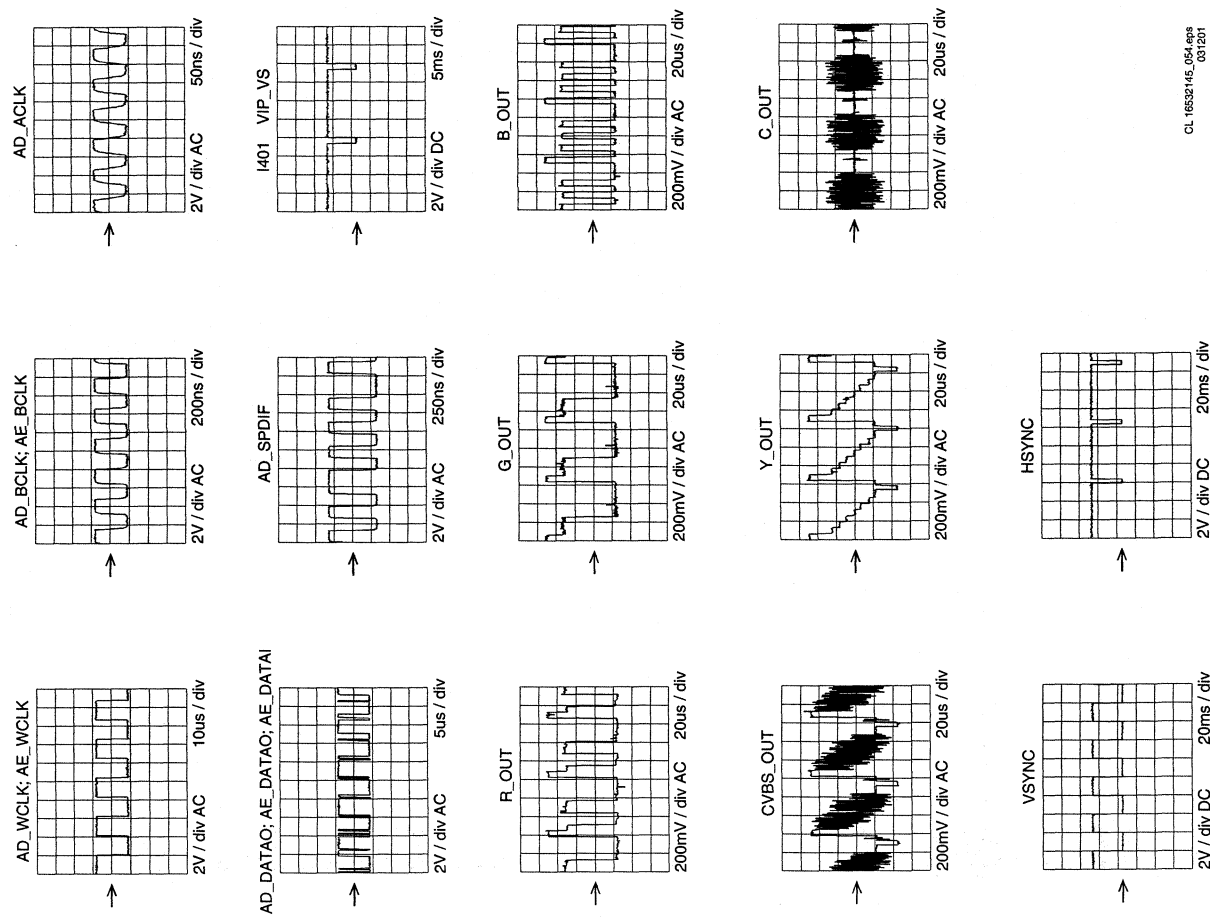 AD_WCLK; AE_WCLK
2V / div AC 10us / div
AD_BCLK; AE_BCLK
2V / div AC 200ns / div
AD_ACLK
2V / div AC 50ns / div
AD_DATAO; AE_DATAO; AE_DATAI
2V / div AC 5us / div
AD_SPDIF
2V / div AC 250ns / div
I401 VIP_VS
2V / div DC 5ms / div
R_OUT
200mV / div AC 20us / div
G_OUT
200mV / div AC 20us / div
B_OUT
200mV / div AC 20us / div
CVBS_OUT
200mV / div AC 20us / div
Y_OUT
200mV / div AC 20us / div
C_OUT
200mV / div AC 20us / div
VSYNC
2V / div DC 20ms / div
HSYNC
2V / div DC 20ms / div
CL 16532145_054.eps
031201